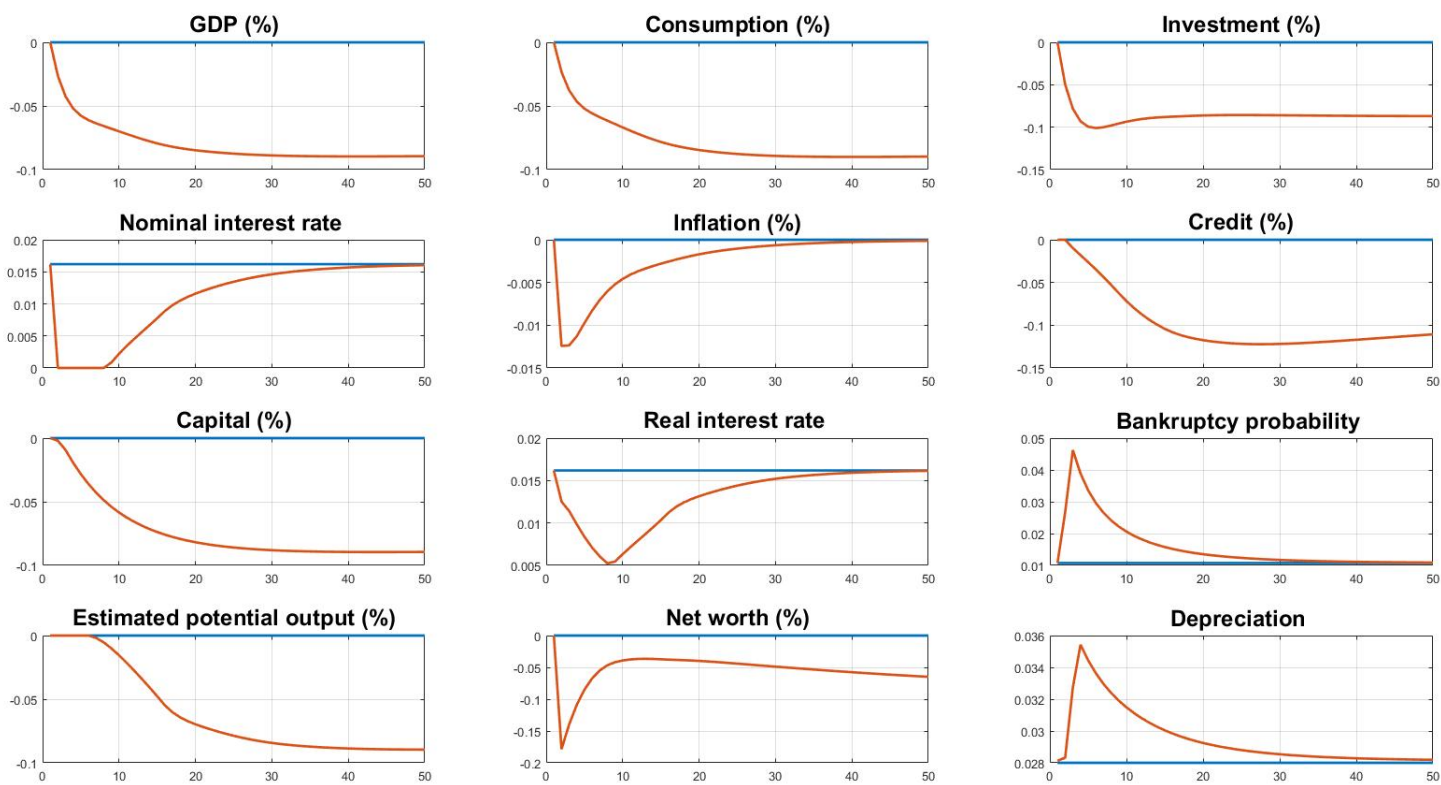 GDP (%)
0
-0.05
-0.1
0 10 20 30 40 50
Consumption (%)
0
-0.05
-0.1
0 10 20 30 40 50
Investment (%)
0
-0.05
-0.1
-0.15
0 10 20 30 40 50
Nominal interest rate
0.02
0.015
0.01
0.005
0
0 10 20 30 40 50
Inflation (%)
0
-0.005
-0.01
-0.015
0 10 20 30 40 50
Credit (%)
0
-0.05
-0.1
-0.15
0 10 20 30 40 50
Capital (%)
0
-0.05
-0.1
0 10 20 30 40 50
Real interest rate
0.02
0.015
0.01
0.005
0 10 20 30 40 50
Bankruptcy probability
0.05
0.04
0.03
0.02
0.01
0 10 20 30 40 50
Estimated potential output (%)
0
-0.05
-0.1
0 10 20 30 40 50
Net worth (%)
0
-0.05
-0.1
-0.15
-0.2
0 10 20 30 40 50
Depreciation
0.036
0.034
0.032
0.03
0.028
0 10 20 30 40 50